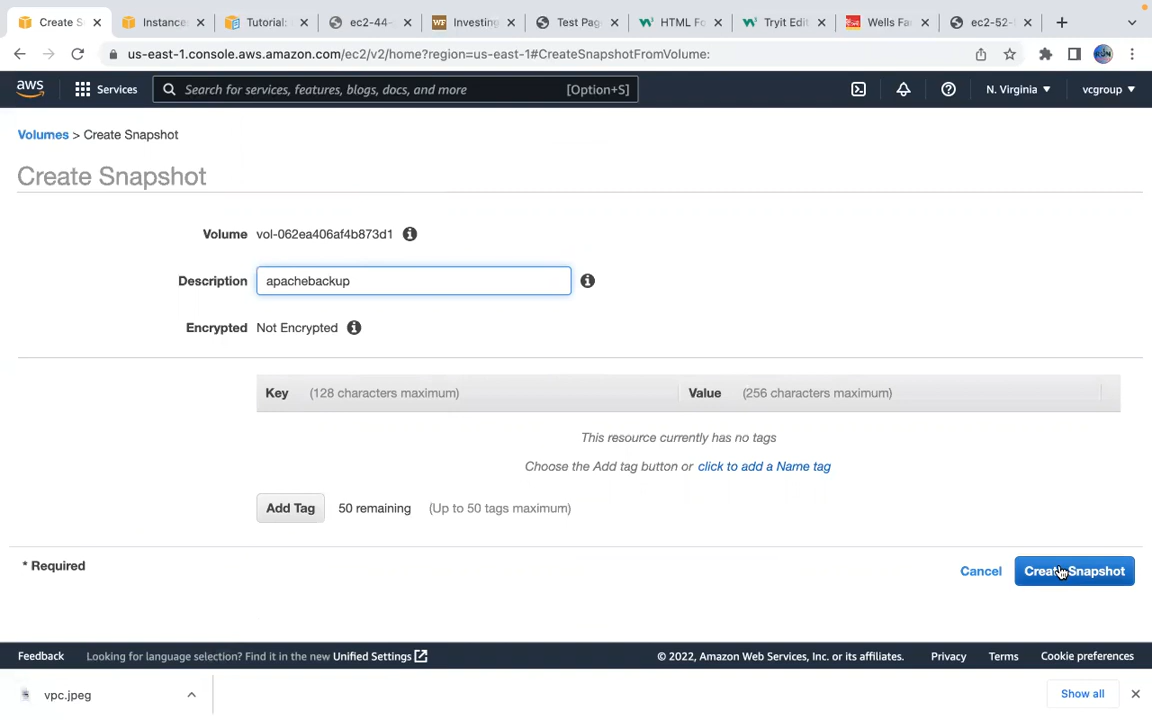 Create S
Instance
Tutorial:
ec2-44-
WF Investing
Test Pag
HTML Fo
Tryit Edit
Wells Far
ec2-52-
us-east-1.console.aws.amazon.com/ec2/v2/home?region=us-east-1#CreateSnapshotFromVolume:
aws Services Search for services, features, blogs, docs, and more [Option+S] N. Virginia vcgroup
Volumes > Create Snapshot
Create Snapshot
Volume vol-062ea406af4b873d1
Description apachebackup
Encrypted Not Encrypted
Key (128 characters maximum) Value (256 characters maximum)
This resource currently has no tags
Choose the Add tag button or click to add a Name tag
Add Tag 50 remaining (Up to 50 tags maximum)
* Required
Cancel Create Snapshot
Feedback Looking for language selection? Find it in the new Unified Settings © 2022, Amazon Web Services, Inc. or its affiliates. Privacy Terms Cookie preferences
vpc.jpeg Show all